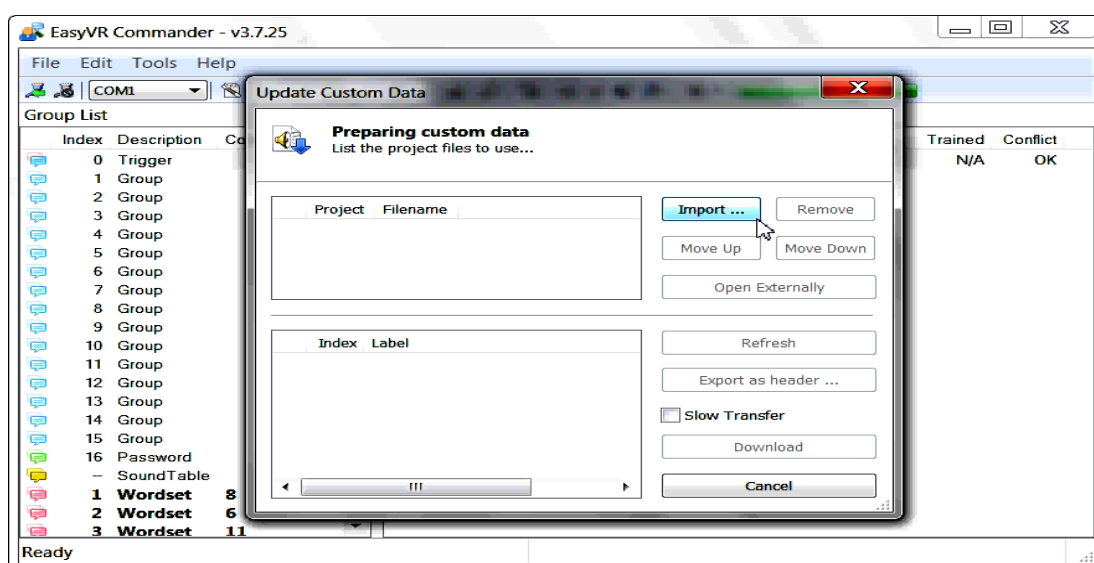 EasyVR Commander - v3.7.25
File Edit Tools Help
COM1
Update Custom Data
Group List
Index Description Co
Trained Conflict
0 Trigger
N/A OK
1 Group
2 Group
3 Group
4 Group
5 Group
6 Group
7 Group
8 Group
9 Group
10 Group
11 Group
12 Group
13 Group
14 Group
15 Group
16 Password
-- SoundTable
1 Wordset 8
2 Wordset 6
3 Wordset 11
Preparing custom data
List the project files to use...
Project Filename
Import ... Remove
Move Up Move Down
Open Externally
Index Label
Refresh
Export as header ...
Slow Transfer
Download
Cancel
Ready